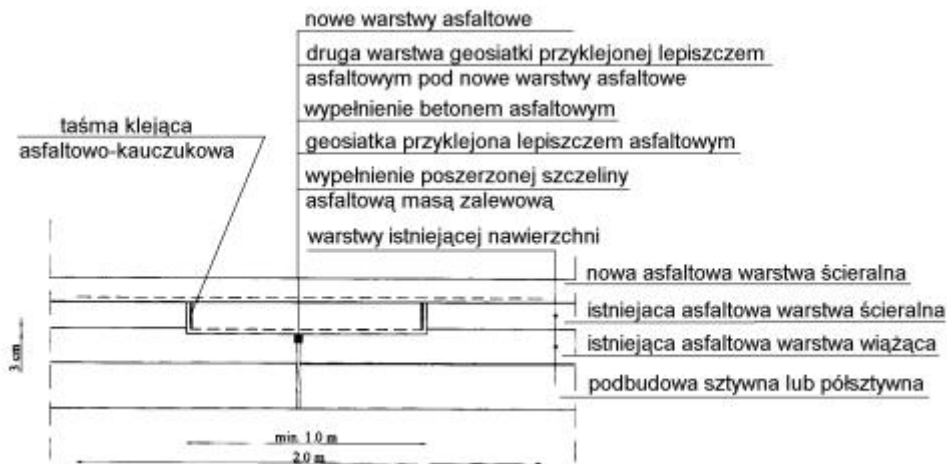 nowe warstwy asfaltowe
druga warstwa geosiatki przyklejonej lepiszczem
asfaltowym pod nowe warstwy asfaltowe
wypełnienie betonem asfaltowym
taśma klejąca
asfaltowo-kauczukowa
geosiatka przyklejona lepiszczem asfaltowym
wypełnienie poszerzonej szczeliny
asfaltową masą zalewową
warstwy istniejącej nawierzchni
nowa asfaltowa warstwa ścieralna
istniejaca asfaltowa warstwa ścieralna
istniejąca asfaltowa warstwa wiążąca
podbudowa sztywna lub półsztywna
3 cm
min. 1.0 m
2.0 m